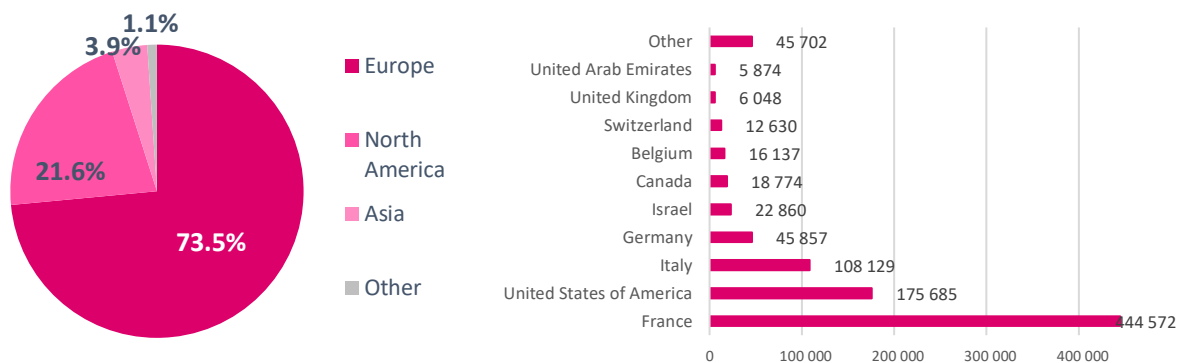 1.1%
3.9%
21.6%
73.5%
Europe
North
America
Asia
Other
Other 45 702
United Arab Emirates 5 874
United Kingdom 6 048
Switzerland 12 630
Belgium 16 137
Canada 18 774
Israel 22 860
Germany 45 857
Italy 108 129
United States of America 175 685
France 444 572
0 100 000 200 000 300 000 400 000